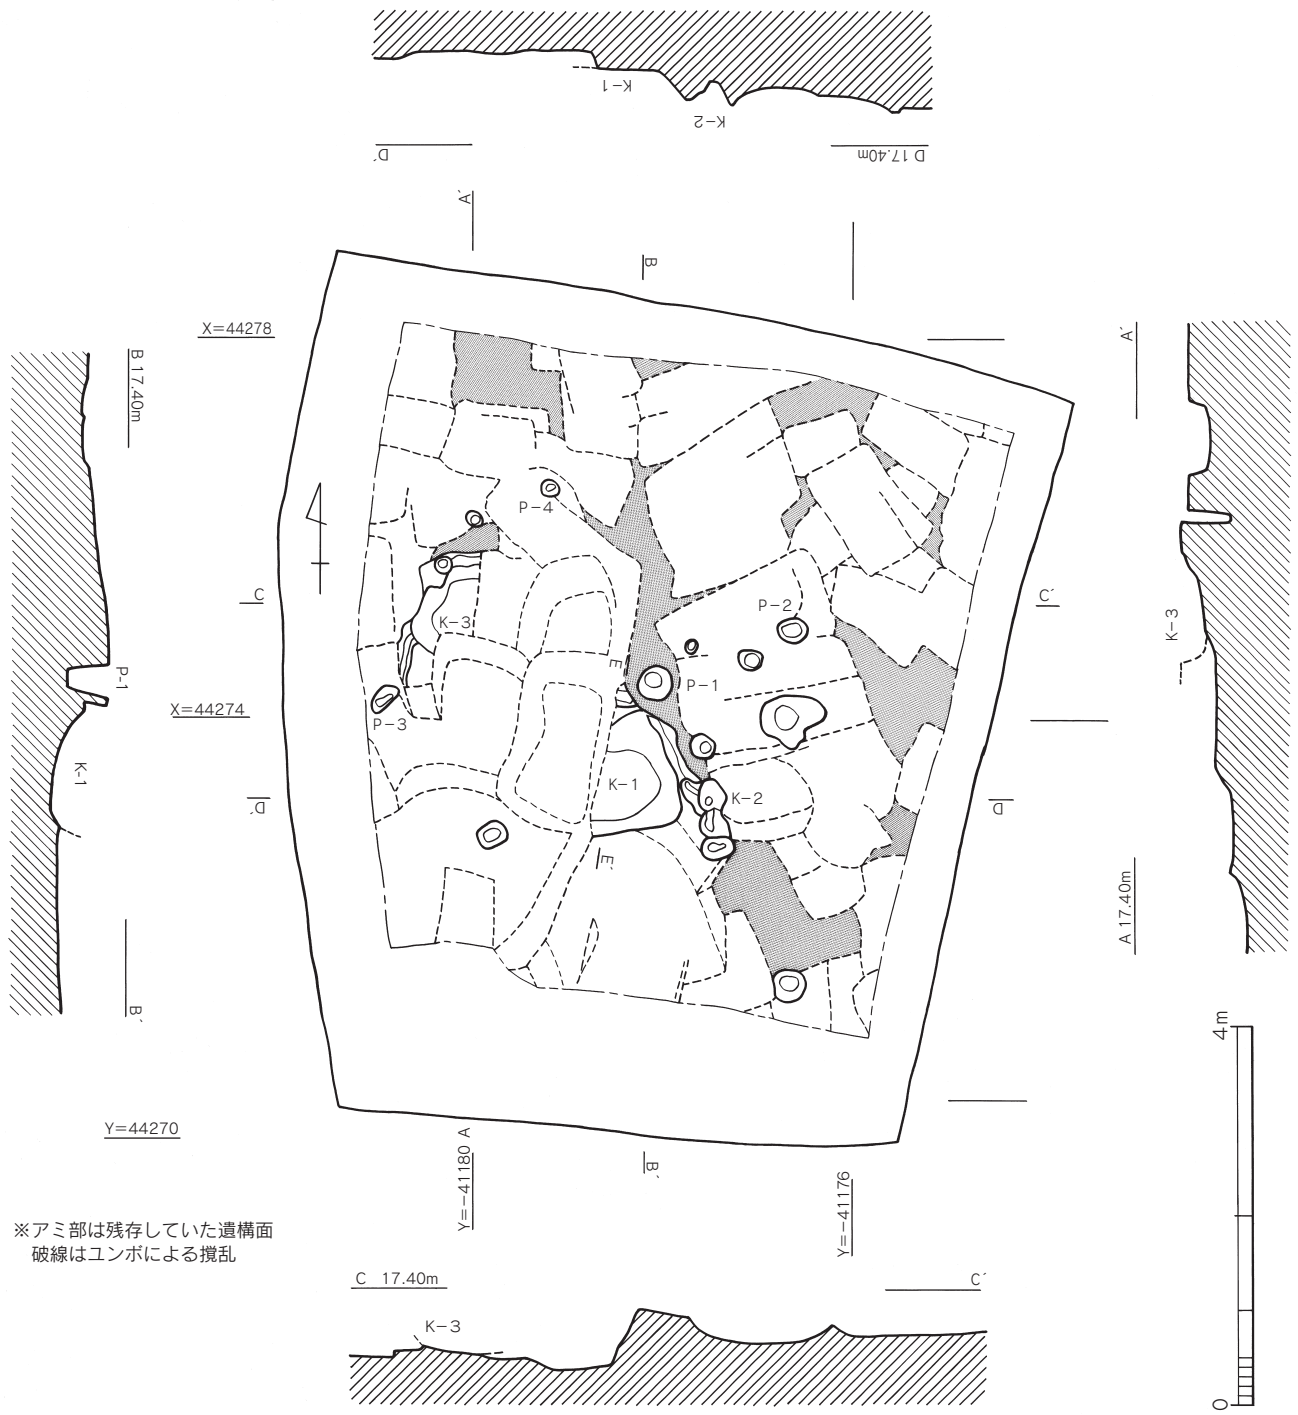 K-1
K-2
D´
D 17.40m
A´
B
X=44278
B 17.40m
A´
P-4
C
C´
P-2
K-3
K-3
E
P-1
P-1
X=44274
P-3
K-1
K-1
K-2
D´
D
E´
A 17.40m
B´
4m
Y=44270
Y=-41180 A
B´
Y=-41176
※アミ部は残存していた遺構面
破線はユンボによる撹乱
C 17.40m
C´
K-3
0